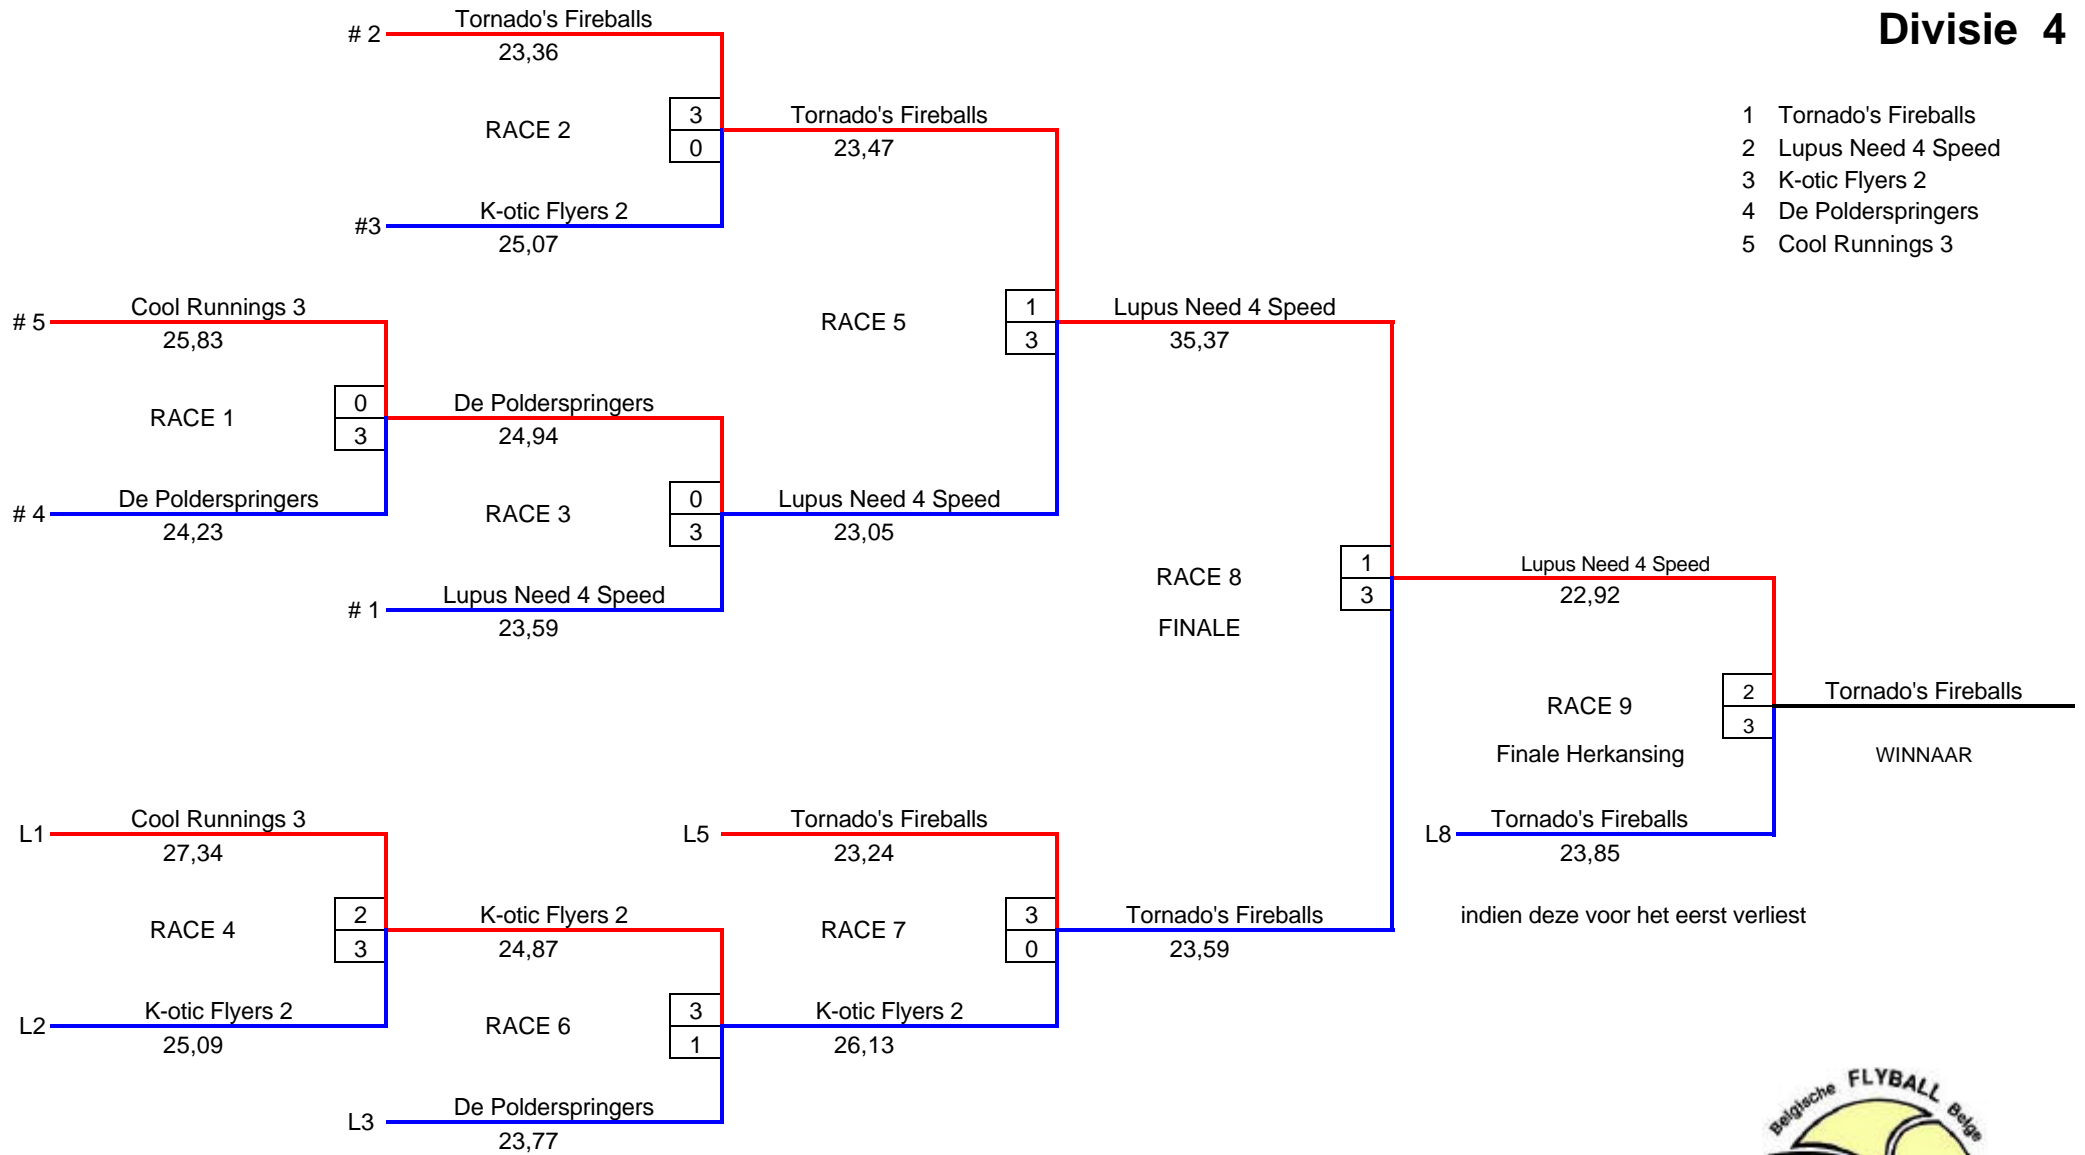 Divisie 4
1 Tornado's Fireballs
2 Lupus Need 4 Speed
3 K-otic Flyers 2
4 De Polderspringers
5 Cool Runnings 3
# 2 Tornado's Fireballs
23,36
RACE 2
3
0
#3 K-otic Flyers 2
25,07
Tornado's Fireballs
23,47
# 5 Cool Runnings 3
25,83
RACE 1
0
3
# 4 De Polderspringers
24,23
De Polderspringers
24,94
RACE 3
0
3
# 1 Lupus Need 4 Speed
23,59
RACE 5
1
3
Lupus Need 4 Speed
23,05
Lupus Need 4 Speed
35,37
RACE 8
FINALE
1
3
Lupus Need 4 Speed
22,92
RACE 9
Finale Herkansing
2
3
Tornado's Fireballs
WINNAAR
L8 Tornado's Fireballs
23,85
indien deze voor het eerst verliest
L1 Cool Runnings 3
27,34
RACE 4
2
3
L2 K-otic Flyers 2
25,09
K-otic Flyers 2
24,87
RACE 6
3
1
L3 De Polderspringers
23,77
L5 Tornado's Fireballs
23,24
RACE 7
3
0
K-otic Flyers 2
26,13
Tornado's Fireballs
23,59
Belgische FLYBALL Belge